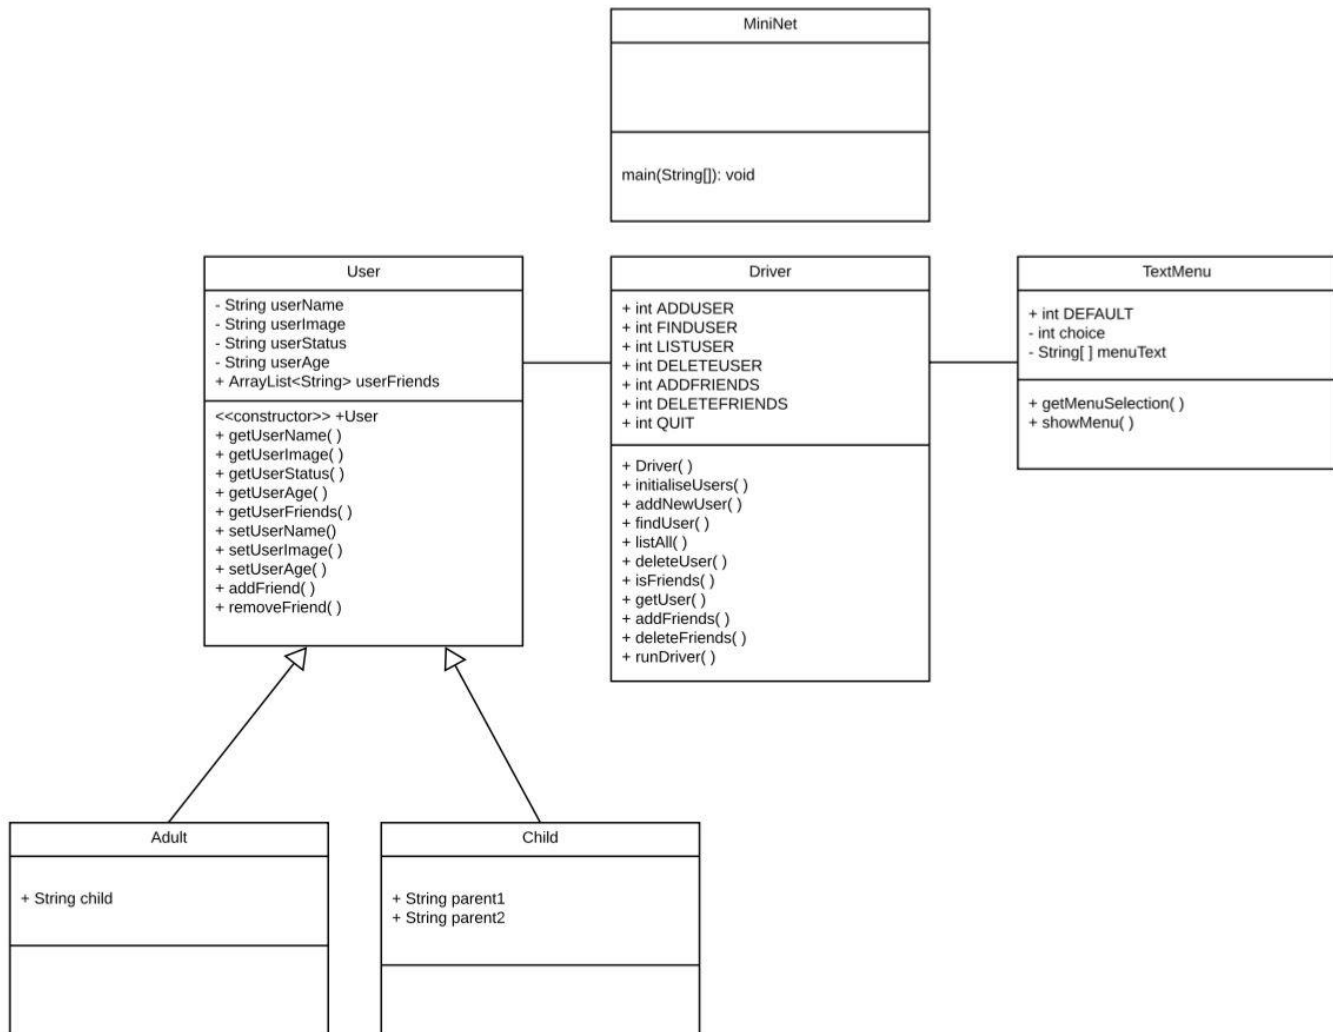 MiniNet
main(String[]): void
User
- String userName
- String userImage
- String userStatus
- String userAge
+ ArrayList<String> userFriends
<<constructor>> +User
+ getUserName( )
+ getUserImage( )
+ getUserStatus( )
+ getUserAge( )
+ getUserFriends( )
+ setUserName()
+ setUserImage( )
+ setUserAge( )
+ addFriend( )
+ removeFriend( )
Driver
+ int ADDUSER
+ int FINDUSER
+ int LISTUSER
+ int DELETEUSER
+ int ADDFRIENDS
+ int DELETEFRIENDS
+ int QUIT
+ Driver( )
+ initialiseUsers( )
+ addNewUser( )
+ findUser( )
+ listAll( )
+ deleteUser( )
+ isFriends( )
+ getUser( )
+ addFriends( )
+ deleteFriends( )
+ runDriver( )
TextMenu
+ int DEFAULT
- int choice
- String[ ] menuText
+ getMenuSelection( )
+ showMenu( )
Adult
+ String child
Child
+ String parent1
+ String parent2